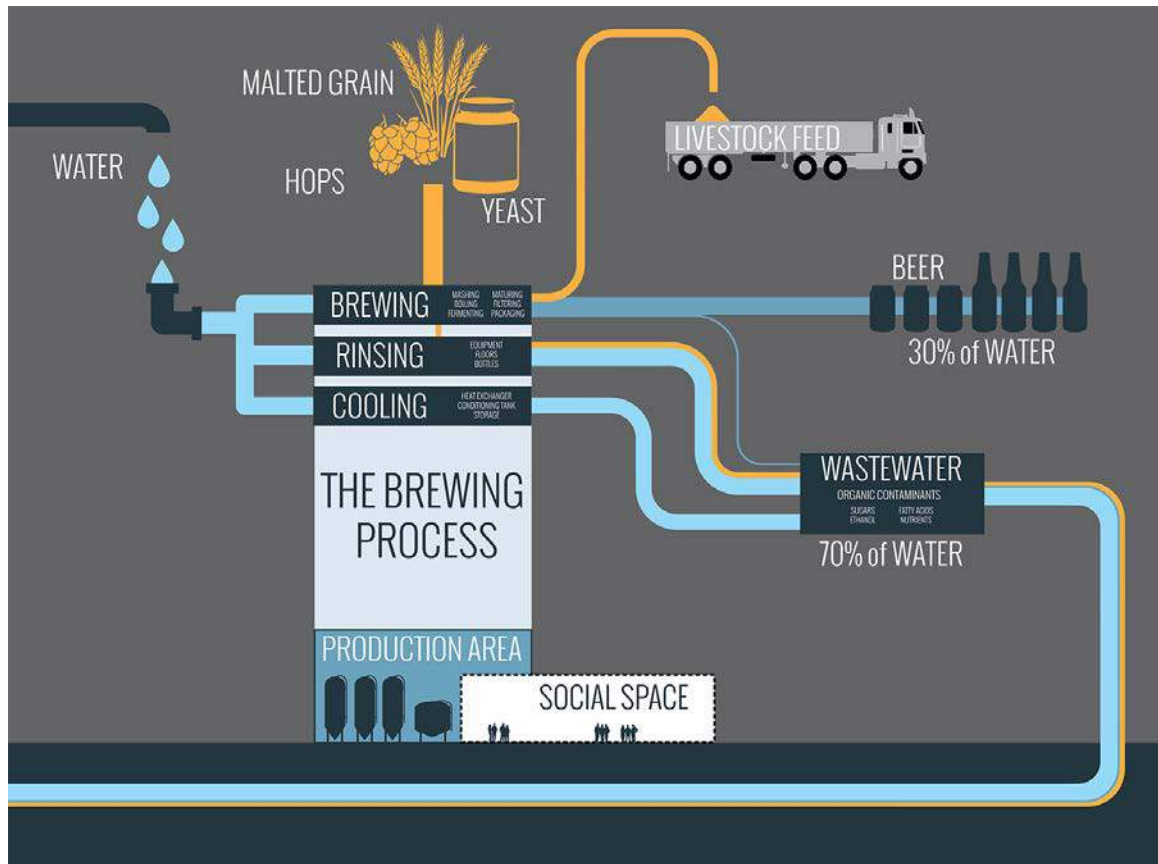 MALTED GRAIN
WATER
HOPS
YEAST
LIVESTOCK FEED
BEER
30% of WATER
BREWING
MASHING
BOILING
FERMENTING
MATURING
FILTERING
PACKAGING
RINSING
EQUIPMENT
FLOORS
BOTTLES
COOLING
HEAT EXCHANGER
CONDITIONING TANK
STORAGE
THE BREWING
PROCESS
WASTEWATER
ORGANIC CONTAMINANTS
SUGARS
ETHANOL
FATTY ACIDS
NUTRIENTS
70% of WATER
PRODUCTION AREA
SOCIAL SPACE